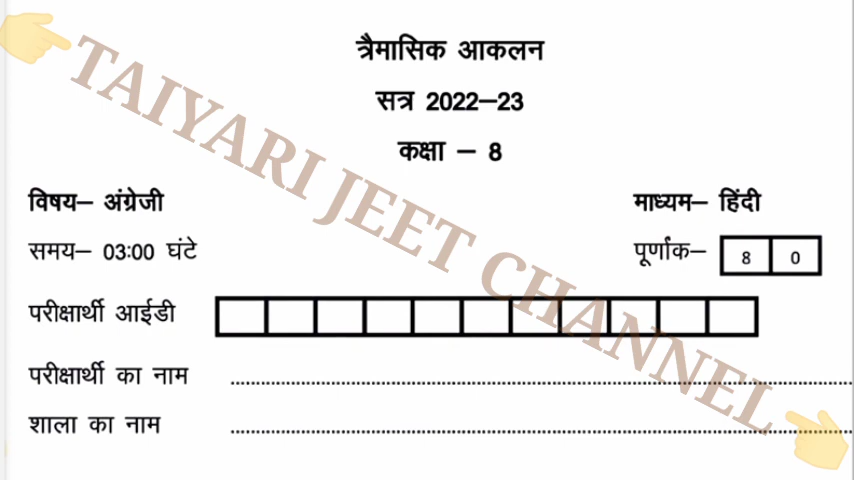 त्रैमासिक आकलन
सत्र 2022–23
कक्षा – 8
विषय– अंग्रेजी
माध्यम– हिंदी
समय– 03:00 घंटे
पूर्णांक– 8 0
परीक्षार्थी आईडी
परीक्षार्थी का नाम ........................................................................
शाला का नाम ........................................................................
TAIYARI JEET CHANNEL